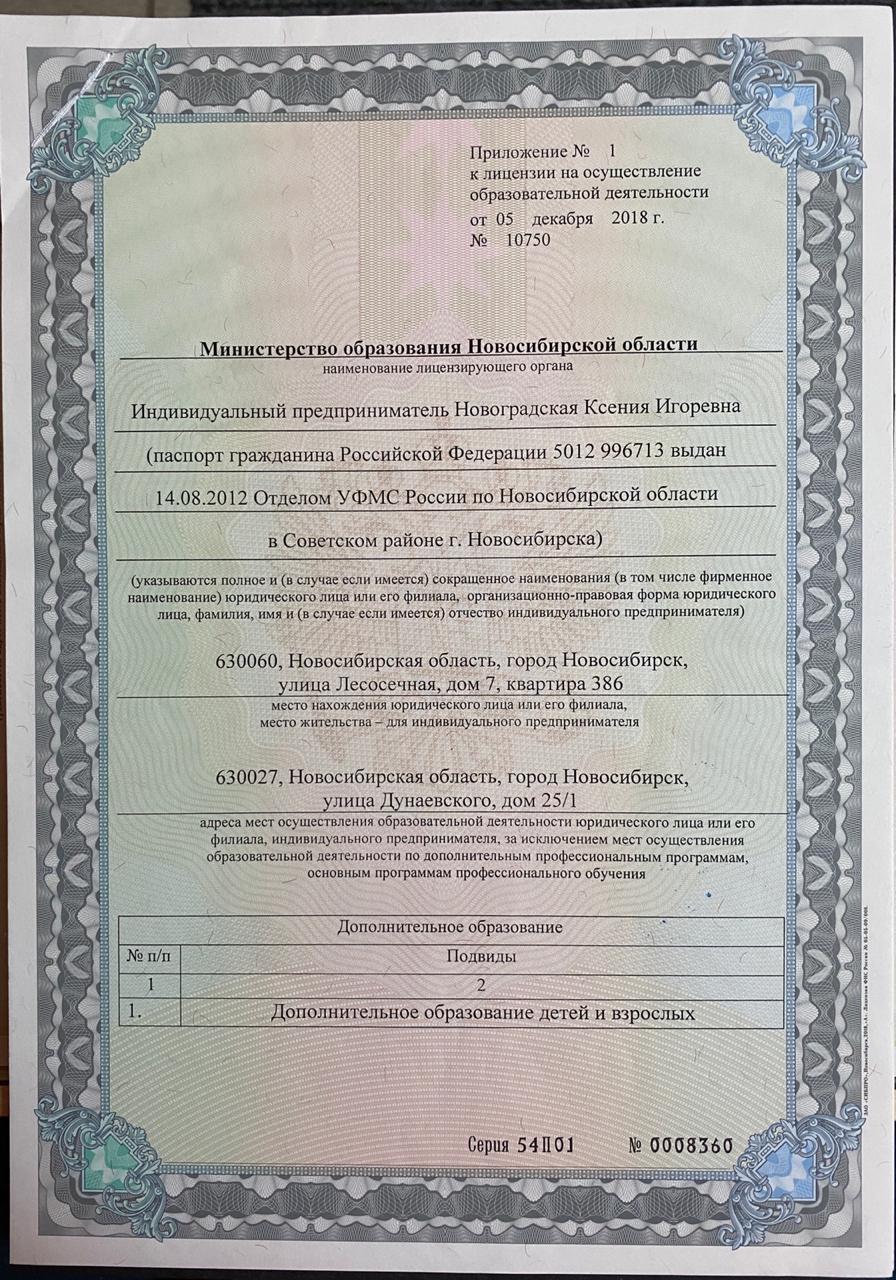 Приложение № 1
к лицензии на осуществление
образовательной деятельности
от 05 декабря 2018 г.
№ 10750
Министерство образования Новосибирской области
наименование лицензирующего органа
Индивидуальный предприниматель Новоградская Ксения Игоревна
(паспорт гражданина Российской Федерации 5012 996713 выдан
14.08.2012 Отделом УФМС России по Новосибирской области
в Советском районе г. Новосибирска)
(указываются полное и (в случае если имеется) сокращенное наименования (в том числе фирменное
наименование) юридического лица или его филиала, организационно-правовая форма юридического
лица, фамилия, имя и (в случае если имеется) отчество индивидуального предпринимателя)
630060, Новосибирская область, город Новосибирск,
улица Лесосечная, дом 7, квартира 386
место нахождения юридического лица или его филиала,
место жительства – для индивидуального предпринимателя
630027, Новосибирская область, город Новосибирск,
улица Дунаевского, дом 25/1
адреса мест осуществления образовательной деятельности юридического лица или его
филиала, индивидуального предпринимателя, за исключением мест осуществления
образовательной деятельности по дополнительным профессиональным программам,
основным программам профессионального обучения
Дополнительное образование
№ п/п Подвиды
1 2
1. Дополнительное образование детей и взрослых
Серия 54П01 № 0008360